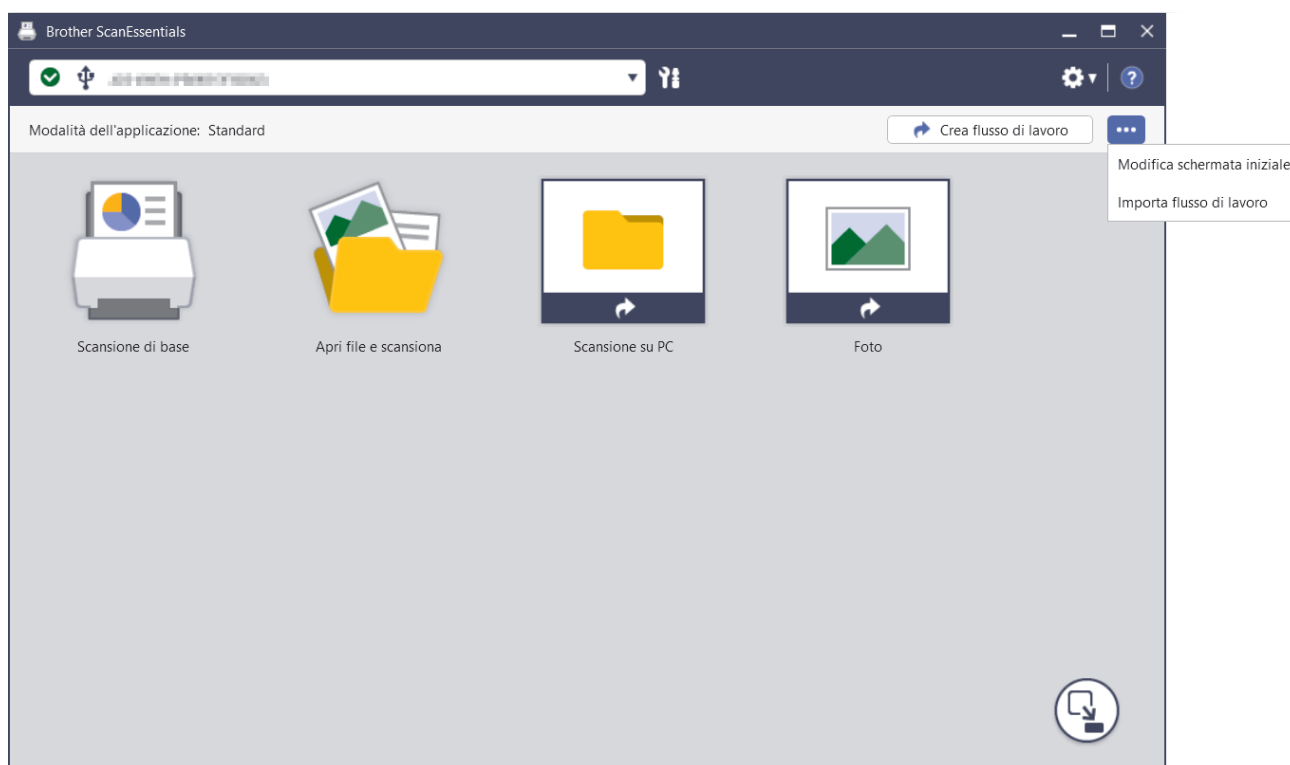 Brother ScanEssentials
Modalità dell'applicazione: Standard
Crea flusso di lavoro
Modifica schermata iniziale
Importa flusso di lavoro
Scansione di base
Apri file e scansiona
Scansione su PC
Foto